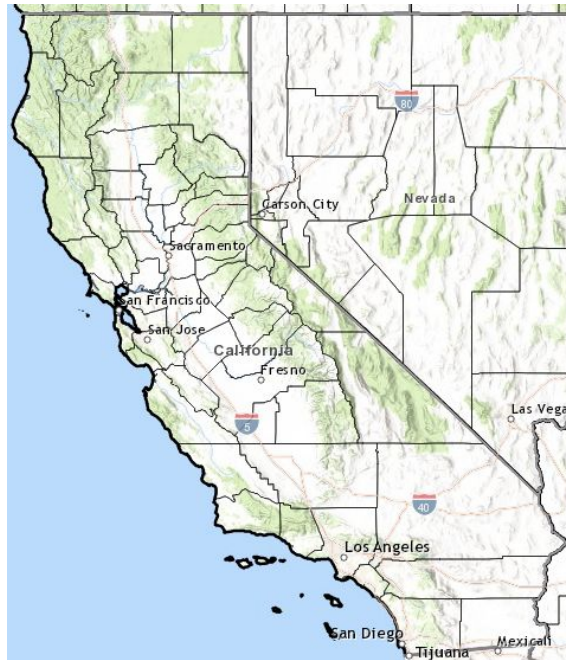 80
Carson City
Nevada
Sacramento
San Francisco
San Jose
California
Fresno
Las Vega
5
40
Los Angeles
San Diego
Tijuana
Mexicali